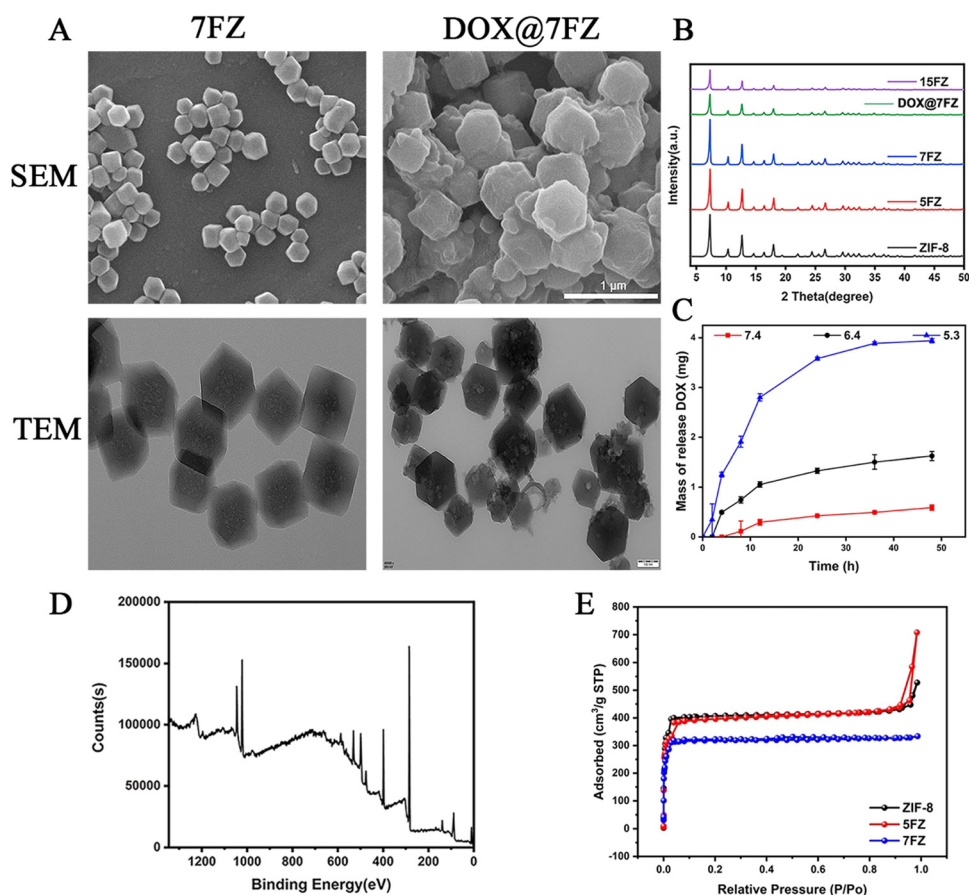 A
7FZ
DOX@7FZ
SEM
1 μm
TEM
B
15FZ
DOX@7FZ
7FZ
5FZ
ZIF-8
Intensity(a.u.)
5 10 15 20 25 30 35 40 45 50
2 Theta(degree)
C
7.4 6.4 5.3
Mass of release DOX (mg)
4
3
2
1
0
0 10 20 30 40 50
Time (h)
D
Counts(s)
200000
150000
100000
50000
0
1200 1000 800 600 400 200 0
Binding Energy(eV)
E
Adsorbed (cm³/g STP)
800
700
600
500
400
300
200
100
0
-100
ZIF-8
5FZ
7FZ
0.0 0.2 0.4 0.6 0.8 1.0
Relative Pressure (P/Po)